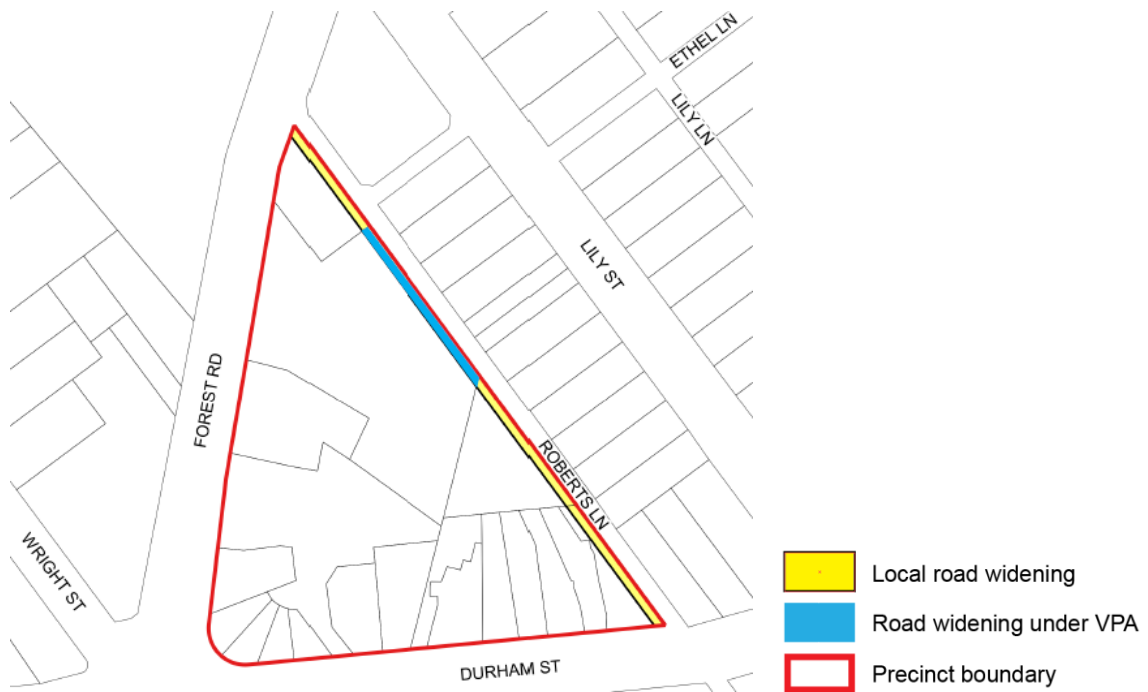 ETHEL LN
LILY LN
LILY ST
FOREST RD
ROBERTS LN
WRIGHT ST
DURHAM ST
Local road widening
Road widening under VPA
Precinct boundary